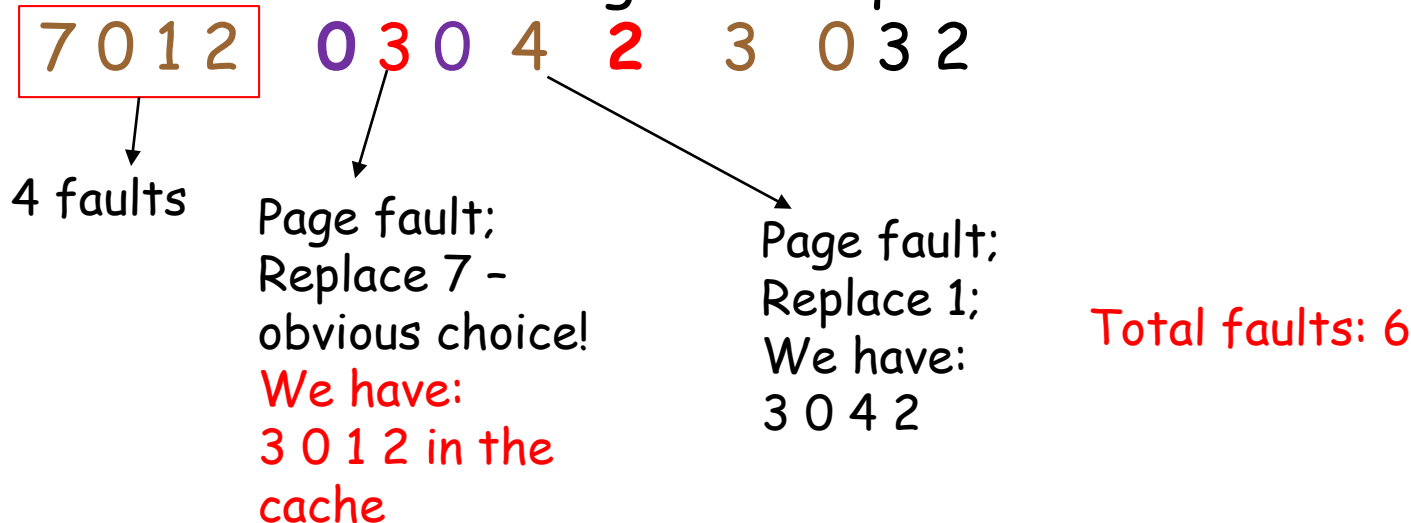 7 0 1 2 0 3 0 4 2 3 0 3 2
4 faults
Page fault;
Replace 7 –
obvious choice!
We have:
3 0 1 2 in the
cache
Page fault;
Replace 1;
We have:
3 0 4 2
Total faults: 6